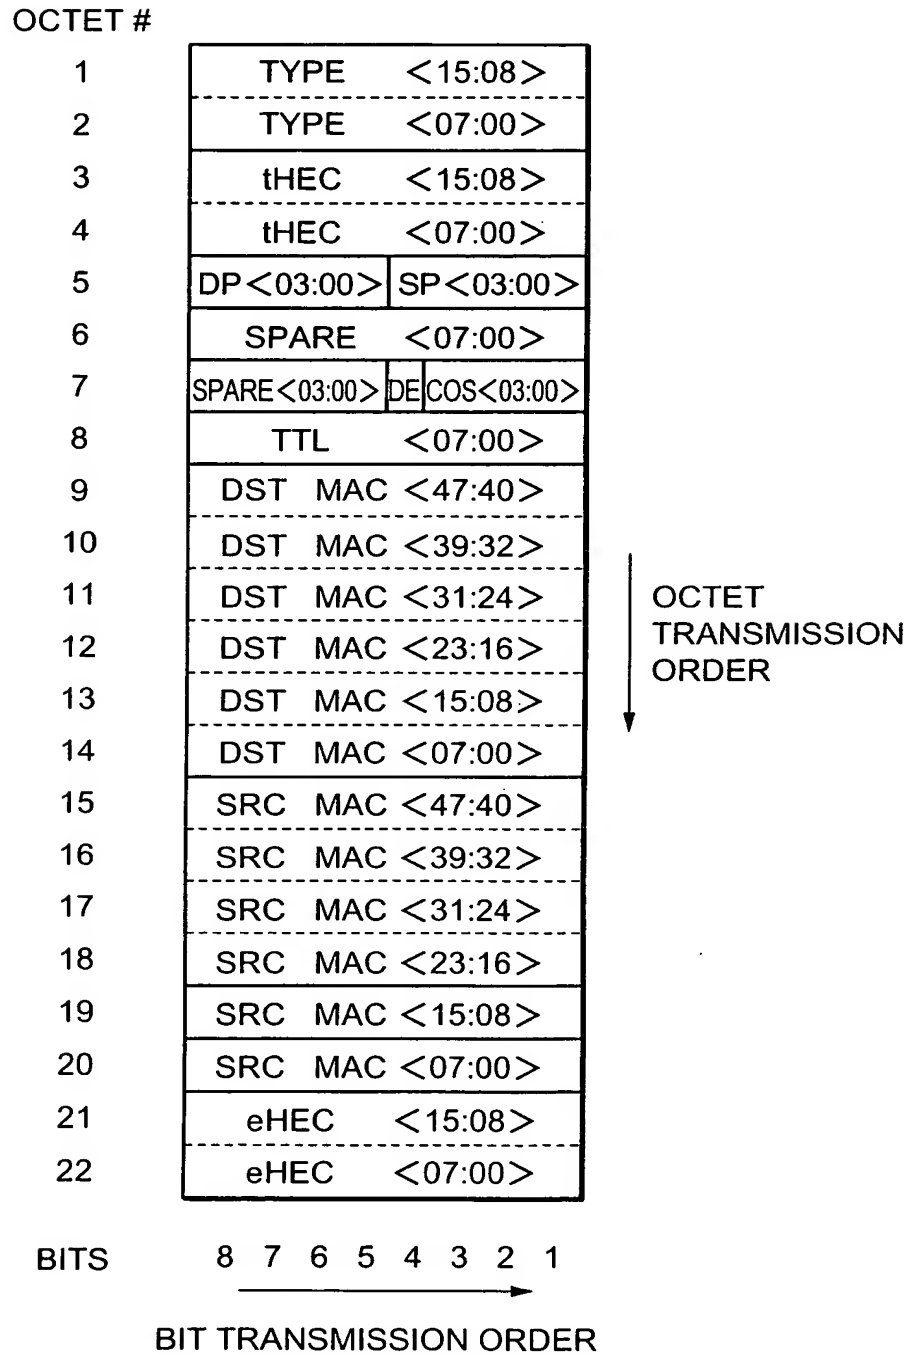 OCTET #
1 TYPE <15:08>
2 TYPE <07:00>
3 tHEC <15:08>
4 tHEC <07:00>
5 DP<03:00> SP<03:00>
6 SPARE <07:00>
7 SPARE<03:00> DE COS<03:00>
8 TTL <07:00>
9 DST MAC <47:40>
10 DST MAC <39:32>
11 DST MAC <31:24>
12 DST MAC <23:16>
13 DST MAC <15:08>
14 DST MAC <07:00>
15 SRC MAC <47:40>
16 SRC MAC <39:32>
17 SRC MAC <31:24>
18 SRC MAC <23:16>
19 SRC MAC <15:08>
20 SRC MAC <07:00>
21 eHEC <15:08>
22 eHEC <07:00>
OCTET
TRANSMISSION
ORDER
BITS 8 7 6 5 4 3 2 1
BIT TRANSMISSION ORDER